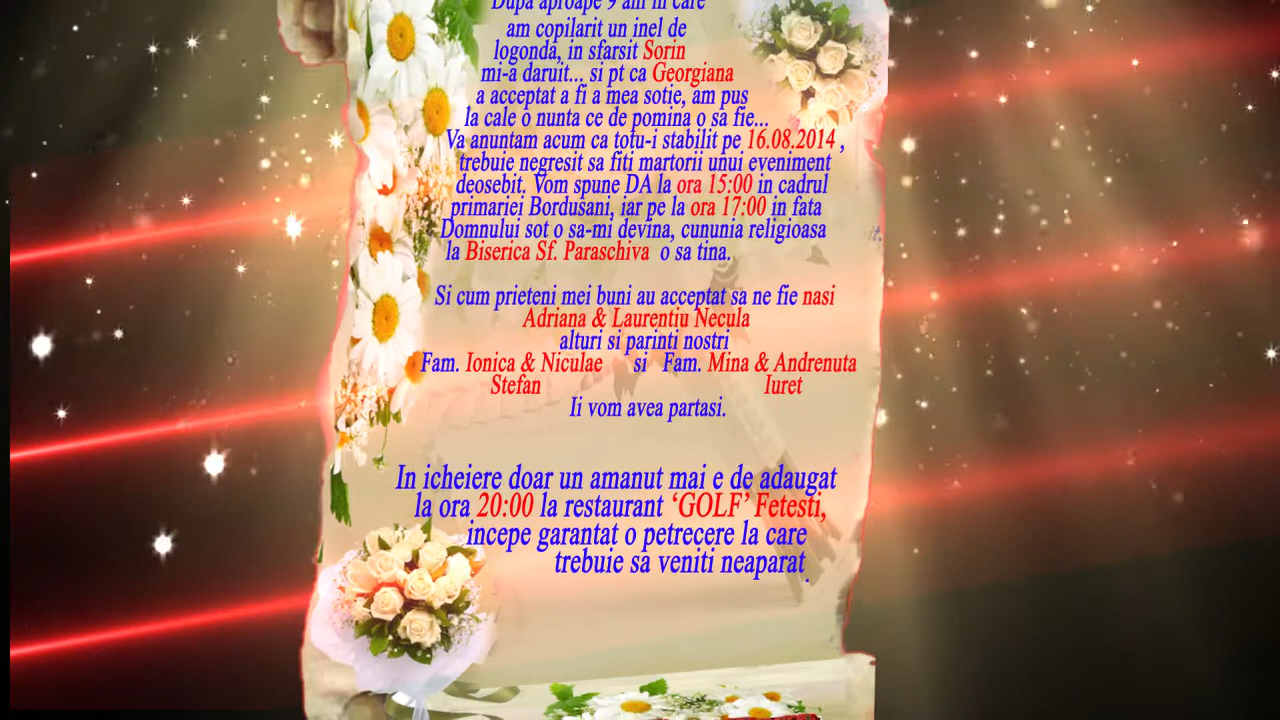 Dupa aproape 9 ani in care
am copilarit un inel de
logonda, in sfarsit Sorin
mi-a daruit... si pt ca Georgiana
a acceptat a fi a mea sotie, am pus
la cale o nunta ce de pomina o sa fie...
Va anuntam acum ca totu-i stabilit pe 16.08.2014 ,
trebuie negresit sa fiti martorii unui eveniment
deosebit. Vom spune DA la ora 15:00 in cadrul
primariei Bordusani, iar pe la ora 17:00 in fata
Domnului sot o sa-mi devina, cununia religioasa
la Biserica Sf. Paraschiva o sa tina.
Si cum prieteni mei buni au acceptat sa ne fie nasi
Adriana & Laurentiu Necula
alturi si parinti nostri
Fam. Ionica & Niculae si Fam. Mina & Andrenuta
Stefan Iuret
Ii vom avea partasi.
In icheiere doar un amanut mai e de adaugat
la ora 20:00 la restaurant ‘GOLF’ Fetesti,
incepe garantat o petrecere la care
trebuie sa veniti neaparat.